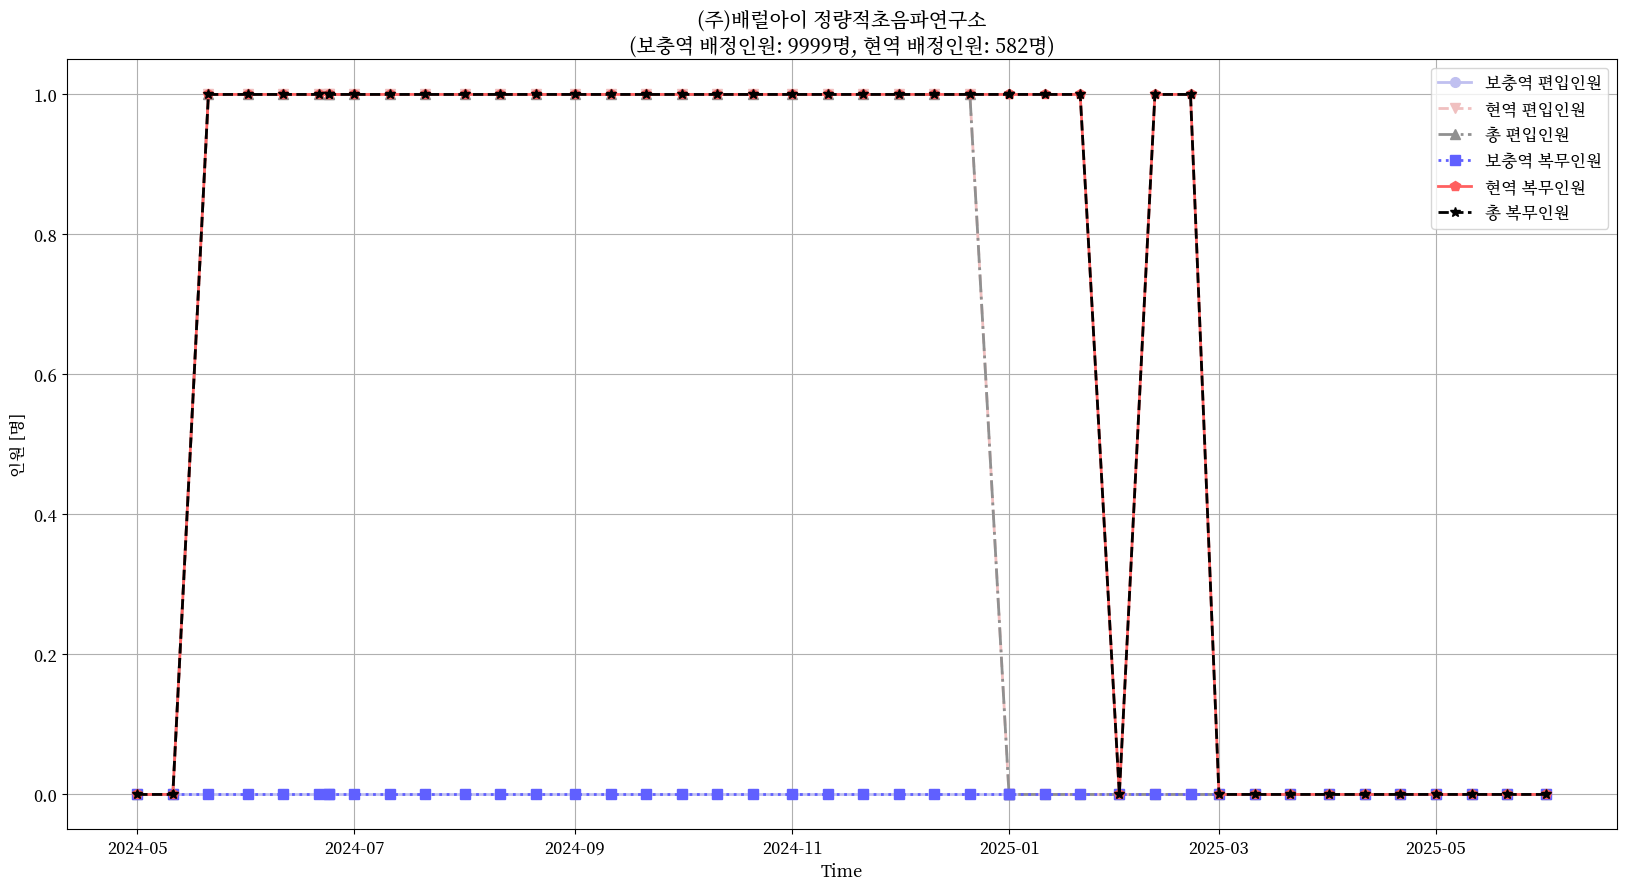 (주)배럴아이 정량적초음파연구소
(보충역 배정인원: 9999명, 현역 배정인원: 582명)
보충역 편입인원
현역 편입인원
총 편입인원
보충역 복무인원
현역 복무인원
총 복무인원
인원 [명]
1.0
0.8
0.6
0.4
0.2
0.0
2024-05
2024-07
2024-09
2024-11
2025-01
2025-03
2025-05
Time